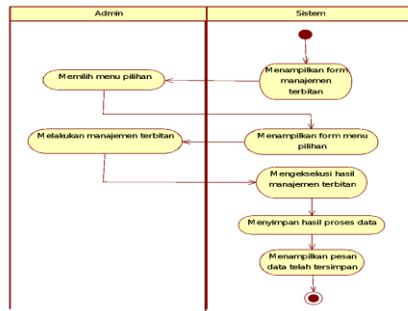 Admin
Sistem
Menampilkan form
manajemen
terbitan
Memilih menu pilihan
Menampilkan form menu
pilihan
Melakukan manajemen terbitan
Mengeksekusi hasil
manajemen terbitan
Menyimpan hasil proses data
Menampilkan pesan
data telah tersimpan